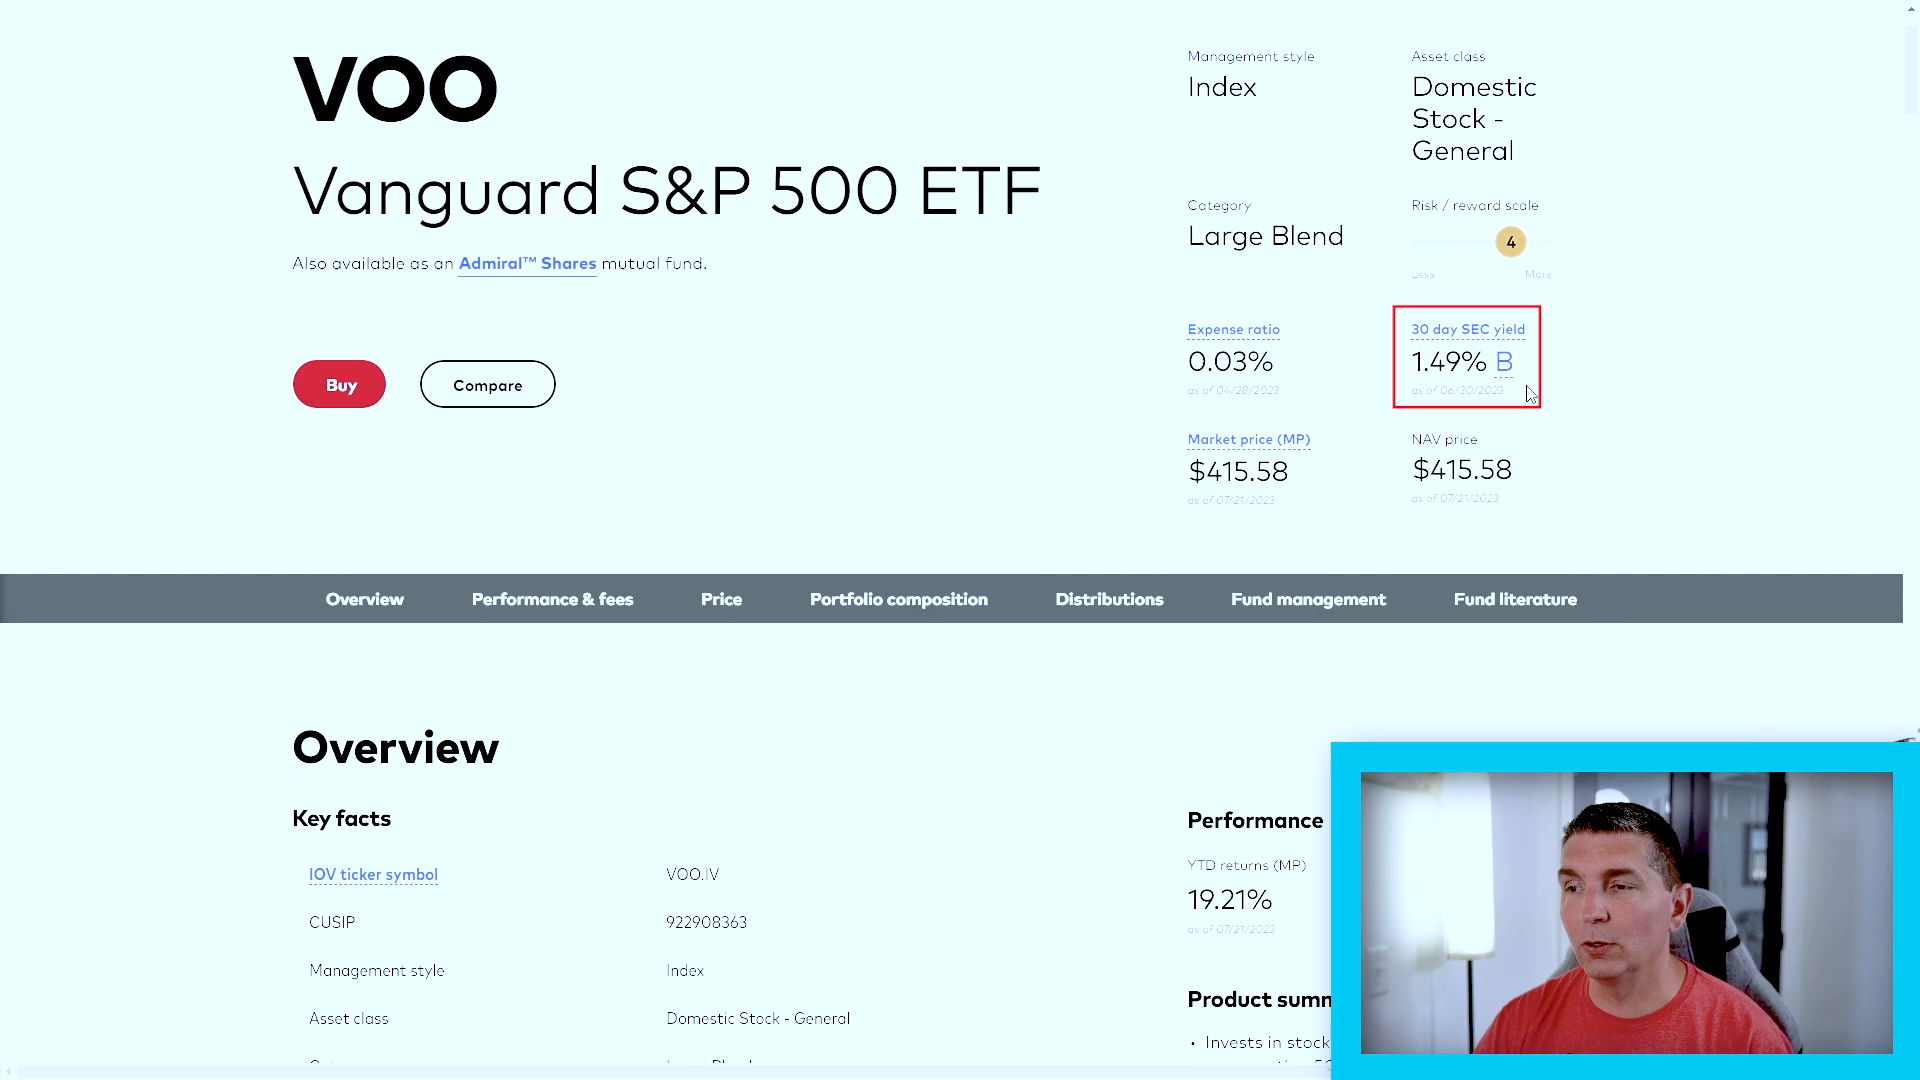 VOO
Vanguard S&P 500 ETF
Also available as an Admiral™ Shares mutual fund.
Buy
Compare
Management style
Index
Asset class
Domestic
Stock -
General
Category
Large Blend
Risk / reward scale
4
Less
More
Expense ratio
0.03%
as of 04/28/2023
30 day SEC yield
1.49% B
as of 06/30/2023
Market price (MP)
$415.58
as of 07/21/2023
NAV price
$415.58
as of 07/21/2023
Overview
Performance & fees
Price
Portfolio composition
Distributions
Fund management
Fund literature
Overview
Key facts
IOV ticker symbol
VOO.IV
CUSIP
922908363
Management style
Index
Asset class
Domestic Stock - General
Performance
YTD returns (MP)
19.21%
as of 07/21/2023
Product summ
• Invests in stock